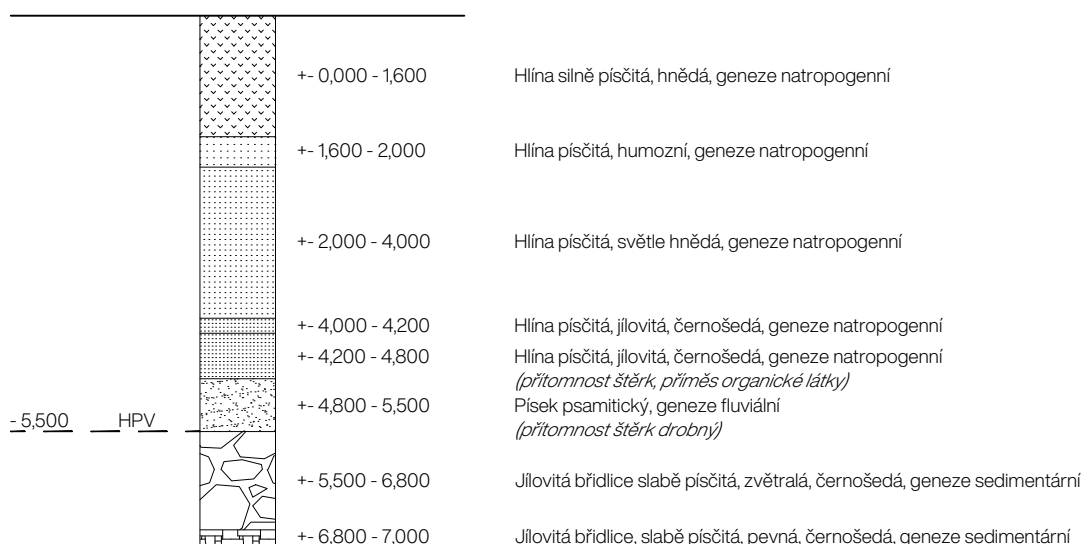 +- 0,000 - 1,600 Hlína silně písčitá, hnědá, geneze natropogenní
+- 1,600 - 2,000 Hlína písčitá, humozní, geneze natropogenní
+- 2,000 - 4,000 Hlína písčitá, světle hnědá, geneze natropogenní
+- 4,000 - 4,200 Hlína písčitá, jílovitá, černošedá, geneze natropogenní
+- 4,200 - 4,800 Hlína písčitá, jílovitá, černošedá, geneze natropogenní
(přítomnost štěrk, příměs organické látky)
+- 4,800 - 5,500 Písek psamitický, geneze fluviální
- 5,500 HPV (přítomnost štěrk drobný)
+- 5,500 - 6,800 Jílovitá břidlice slabě písčitá, zvětralá, černošedá, geneze sedimentární
+- 6,800 - 7,000 Jílovitá břidlice, slabě písčitá, pevná, černošedá, geneze sedimentární